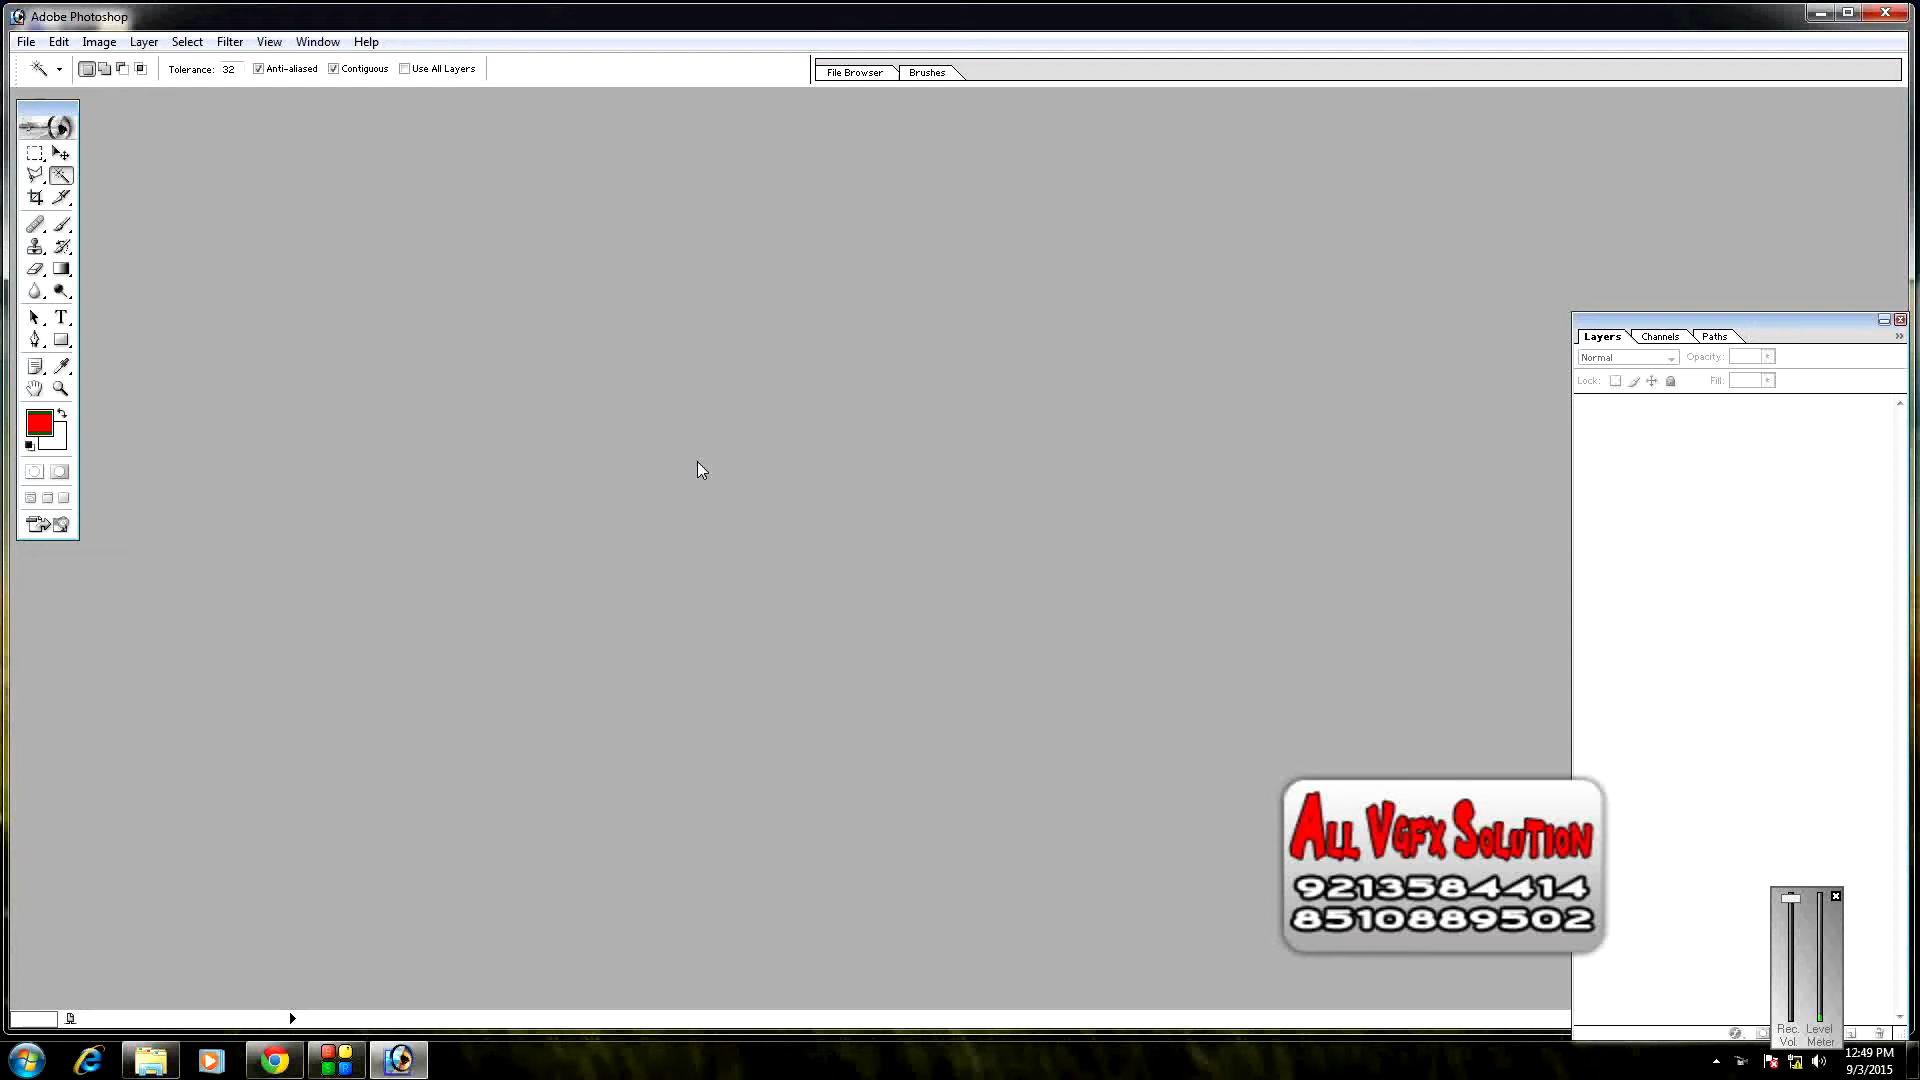 Adobe Photoshop
File Edit Image Layer Select Filter View Window Help
Tolerance: 32 Anti-aliased Contiguous Use All Layers
File Browser Brushes
T
Layers Channels Paths
Normal Opacity:
Lock: Fill:
ALL VGFX SOLUTION
9213584414
8510889502
Rec. Level
Vol. Meter
12:49 PM
9/3/2015